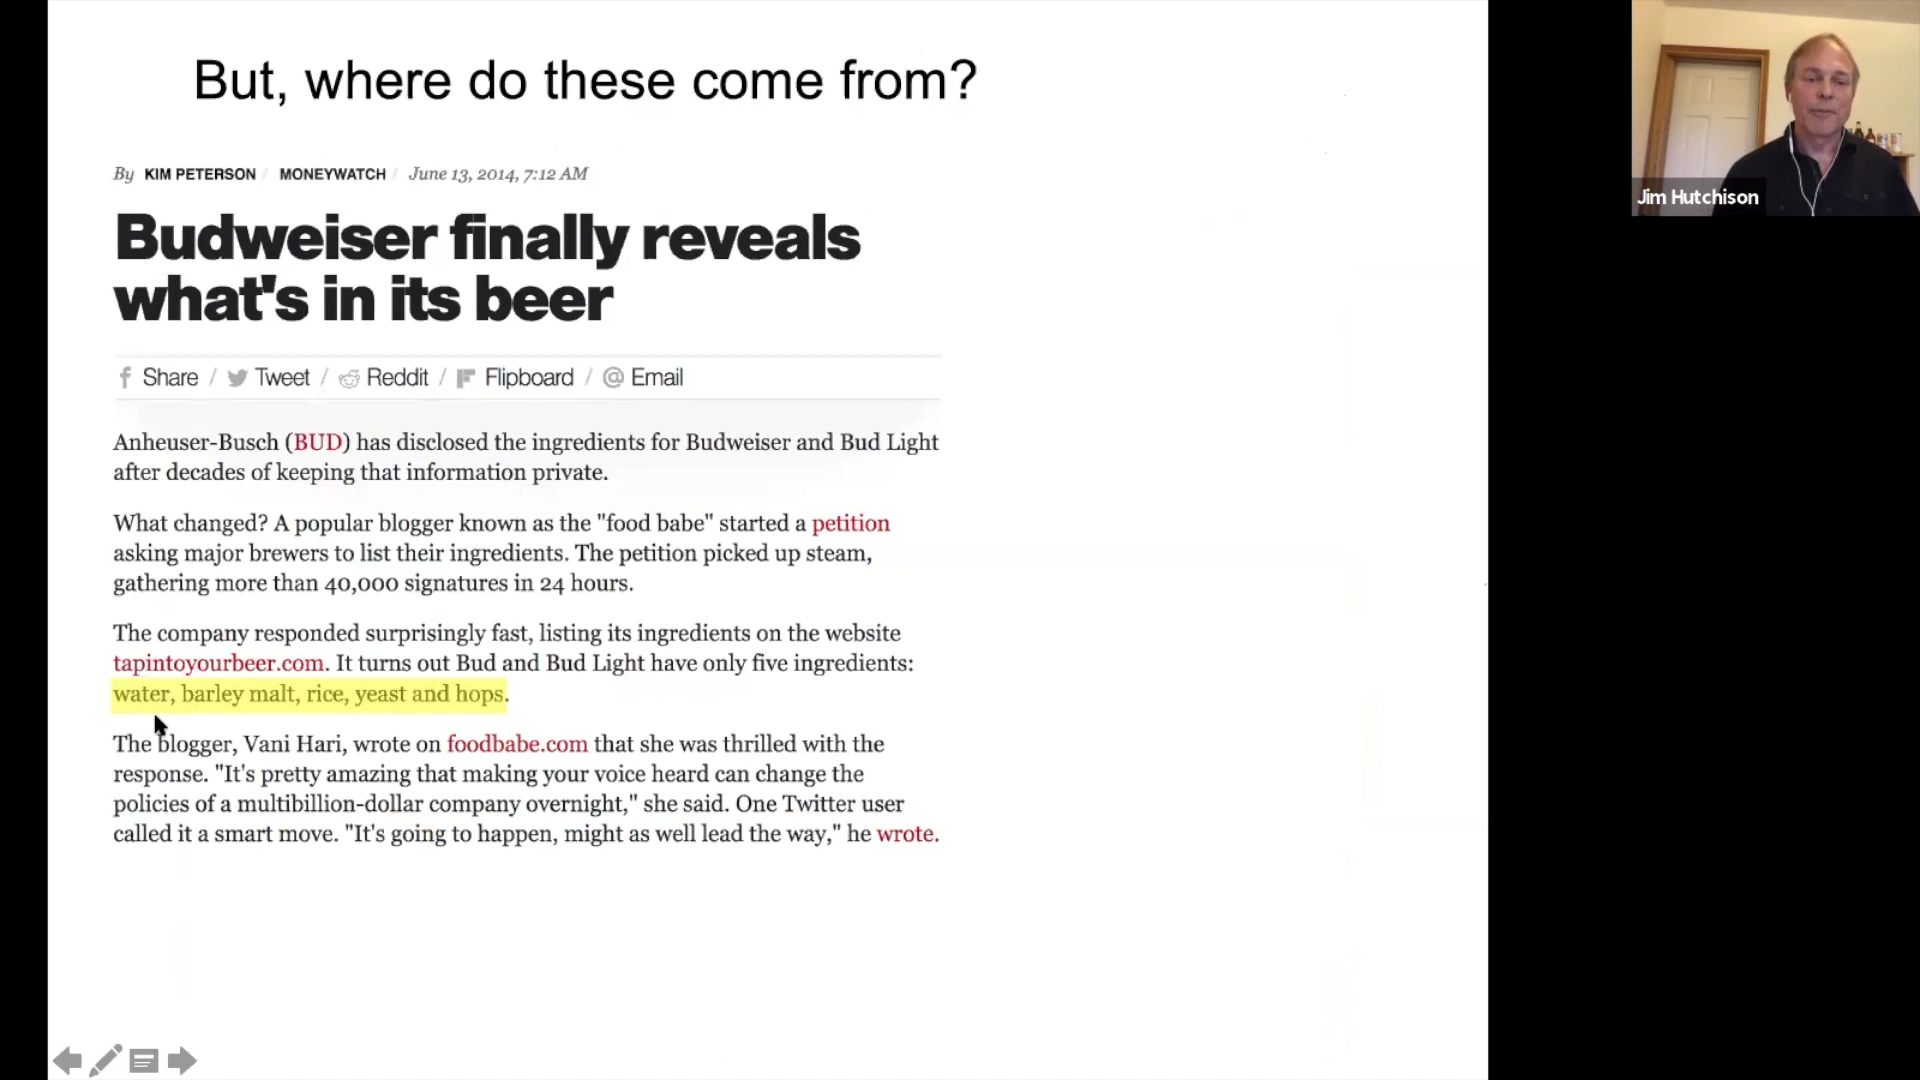 But, where do these come from?
By KIM PETERSON / MONEYWATCH / June 13, 2014, 7:12 AM
Budweiser finally reveals
what's in its beer
Share / Tweet / Reddit / Flipboard / @ Email
Anheuser-Busch (BUD) has disclosed the ingredients for Budweiser and Bud Light
after decades of keeping that information private.
What changed? A popular blogger known as the "food babe" started a petition
asking major brewers to list their ingredients. The petition picked up steam,
gathering more than 40,000 signatures in 24 hours.
The company responded surprisingly fast, listing its ingredients on the website
tapintoyourbeer.com. It turns out Bud and Bud Light have only five ingredients:
water, barley malt, rice, yeast and hops.
The blogger, Vani Hari, wrote on foodbabe.com that she was thrilled with the
response. "It's pretty amazing that making your voice heard can change the
policies of a multibillion-dollar company overnight," she said. One Twitter user
called it a smart move. "It's going to happen, might as well lead the way," he wrote.
Jim Hutchison